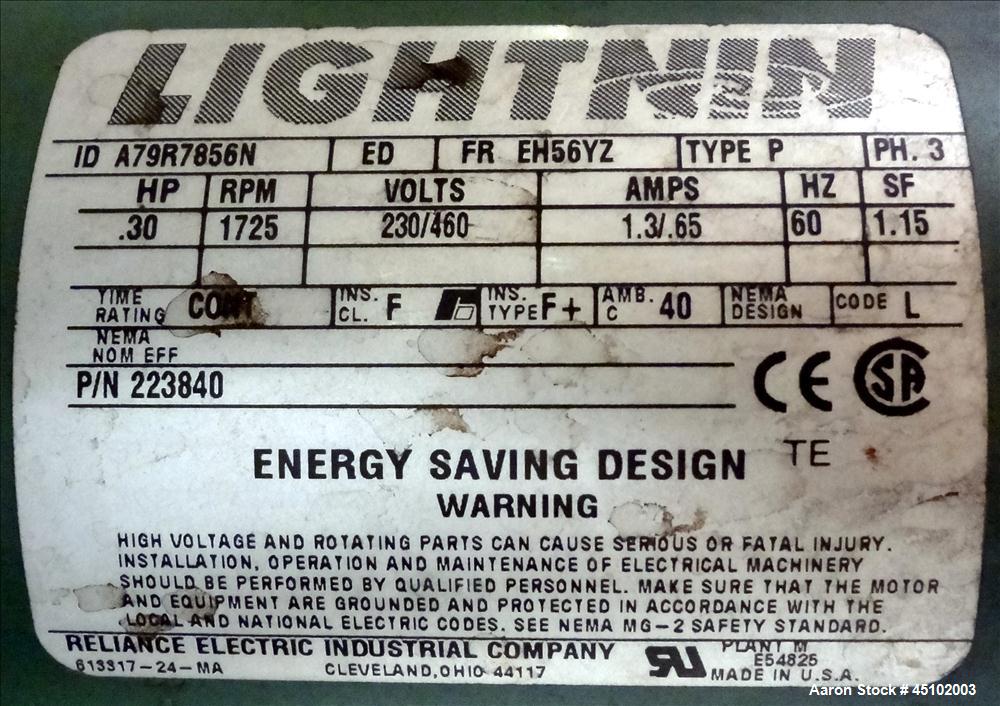 LIGHTNIN
ID A79R7856N ED FR EH56YZ TYPE P PH. 3
HP RPM VOLTS AMPS HZ SF
.30 1725 230/460 1.3/.65 60 1.15
TIME RATING CONT INS. CL. F INS. TYPE F+ AMB. C 40 NEMA DESIGN CODE L
NEMA
NOM EFF
P/N 223840
CE SA
ENERGY SAVING DESIGN TE
WARNING
HIGH VOLTAGE AND ROTATING PARTS CAN CAUSE SERIOUS OR FATAL INJURY.
INSTALLATION, OPERATION AND MAINTENANCE OF ELECTRICAL MACHINERY
SHOULD BE PERFORMED BY QUALIFIED PERSONNEL. MAKE SURE THAT THE MOTOR
AND EQUIPMENT ARE GROUNDED AND PROTECTED IN ACCORDANCE WITH THE
LOCAL AND NATIONAL ELECTRIC CODES. SEE NEMA MG-2 SAFETY STANDARD.
RELIANCE ELECTRIC INDUSTRIAL COMPANY RU PLANT M
613317-24-MA CLEVELAND, OHIO 44117 E54825
MADE IN U.S.A.
Aaron Stock # 45102003